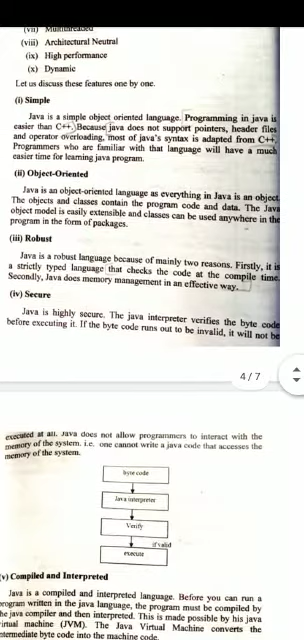 (vii) Multithreaded
(viii) Architectural Neutral
(ix) High performance
(x) Dynamic
Let us discuss these features one by one.
(i) Simple
Java is a simple object oriented language. Programming in java is
easier than C++. Because java does not support pointers, header files
and operator overloading, most of java's syntax is adapted from C++.
Programmers who are familiar with that language will have a much
easier time for learning java program.
(ii) Object-Oriented
Java is an object-oriented language as everything in Java is an object.
The objects and classes contain the program code and data. The Java
object model is easily extensible and classes can be used anywhere in the
program in the form of packages.
(iii) Robust
Java is a robust language because of mainly two reasons. Firstly, it is
a strictly typed language that checks the code at the compile time.
Secondly, Java does memory management in an effective way.
(iv) Secure
Java is highly secure. The java interpreter verifies the byte code
before executing it. If the byte code runs out to be invalid, it will not be
4/7
executed at all. Java does not allow programmers to interact with the
memory of the system. i.e. one cannot write a java code that accesses the
memory of the system.
byte code
Java interpreter
Verify
if valid
execute
(v) Compiled and Interpreted
Java is a compiled and interpreted language. Before you can run a
program written in the java language, the program must be compiled by
the java compiler and then interpreted. This is made possible by his java
virtual machine (JVM). The Java Virtual Machine converts the
intermediate byte code into the machine code.